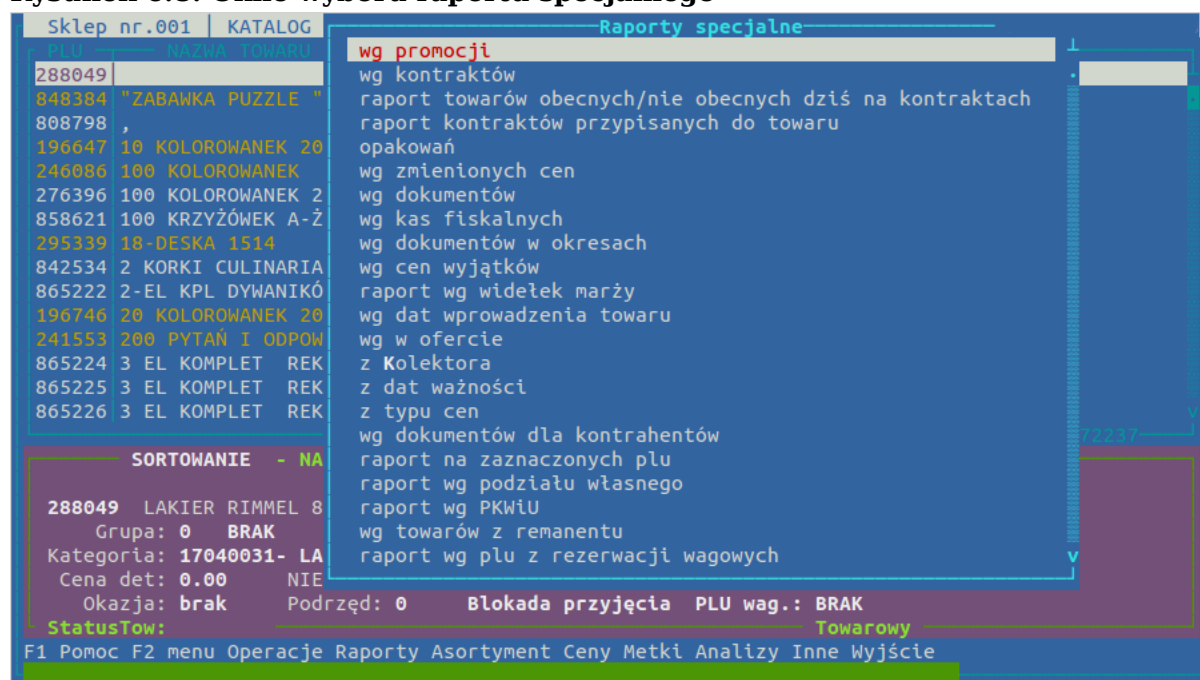 Sklep nr.001 | KATALOG
Raporty specjalne
PLU NAZWA TOWARU
288049
848384 "ZABAWKA PUZZLE "
808798 ,
196647 10 KOLOROWANEK 20
246086 100 KOLOROWANEK
276396 100 KOLOROWANEK 2
858621 100 KRZYŻÓWEK A-Ż
295339 18-DESKA 1514
842534 2 KORKI CULINARIA
865222 2-EL KPL DYWANIKÓ
196746 20 KOLOROWANEK 20
241553 200 PYTAŃ I ODPOW
865224 3 EL KOMPLET REK
865225 3 EL KOMPLET REK
865226 3 EL KOMPLET REK
wg promocji
wg kontraktów
raport towarów obecnych/nie obecnych dziś na kontraktach
raport kontraktów przypisanych do towaru
opakowań
wg zmienionych cen
wg dokumentów
wg kas fiskalnych
wg dokumentów w okresach
wg cen wyjątków
raport wg widełek marży
wg dat wprowadzenia towaru
wg w ofercie
z Kolektora
z dat ważności
z typu cen
wg dokumentów dla kontrahentów
raport na zaznaczonych plu
raport wg podziału własnego
raport wg PKWiU
wg towarów z remanentu
raport wg plu z rezerwacji wagowych
v
v
72237
SORTOWANIE - NA
288049 LAKIER RIMMEL 8
Grupa: 0 BRAK
Kategoria: 17040031- LA
Cena det: 0.00 NIE
Okazja: brak Podrzęd: 0 Blokada przyjęcia PLU wag.: BRAK
StatusTow: Towarowy
F1 Pomoc F2 menu Operacje Raporty Asortyment Ceny Metki Analizy Inne Wyjście